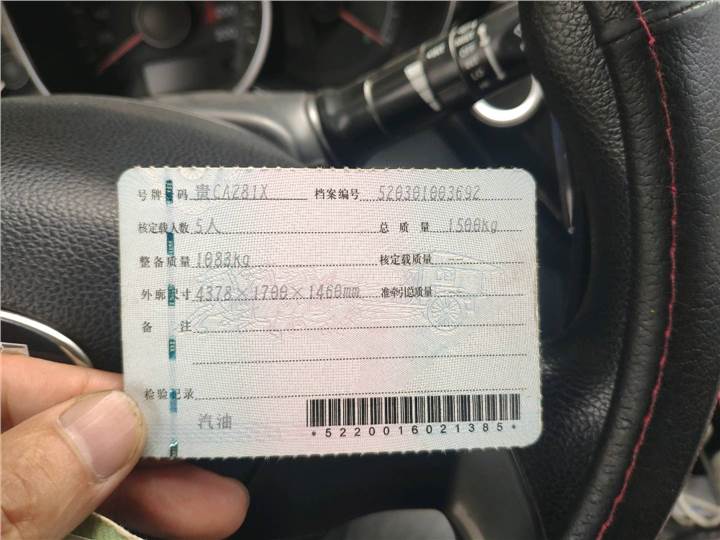 号牌号码 贵CA281X 档案编号 520301003692
核定载人数 5人 总质量 1500kg
整备质量 1083kg 核定载质量 --
外廓尺寸 4378×1700×1460mm 准牵引总质量
备注
检验记录
汽油
*5220016021385*